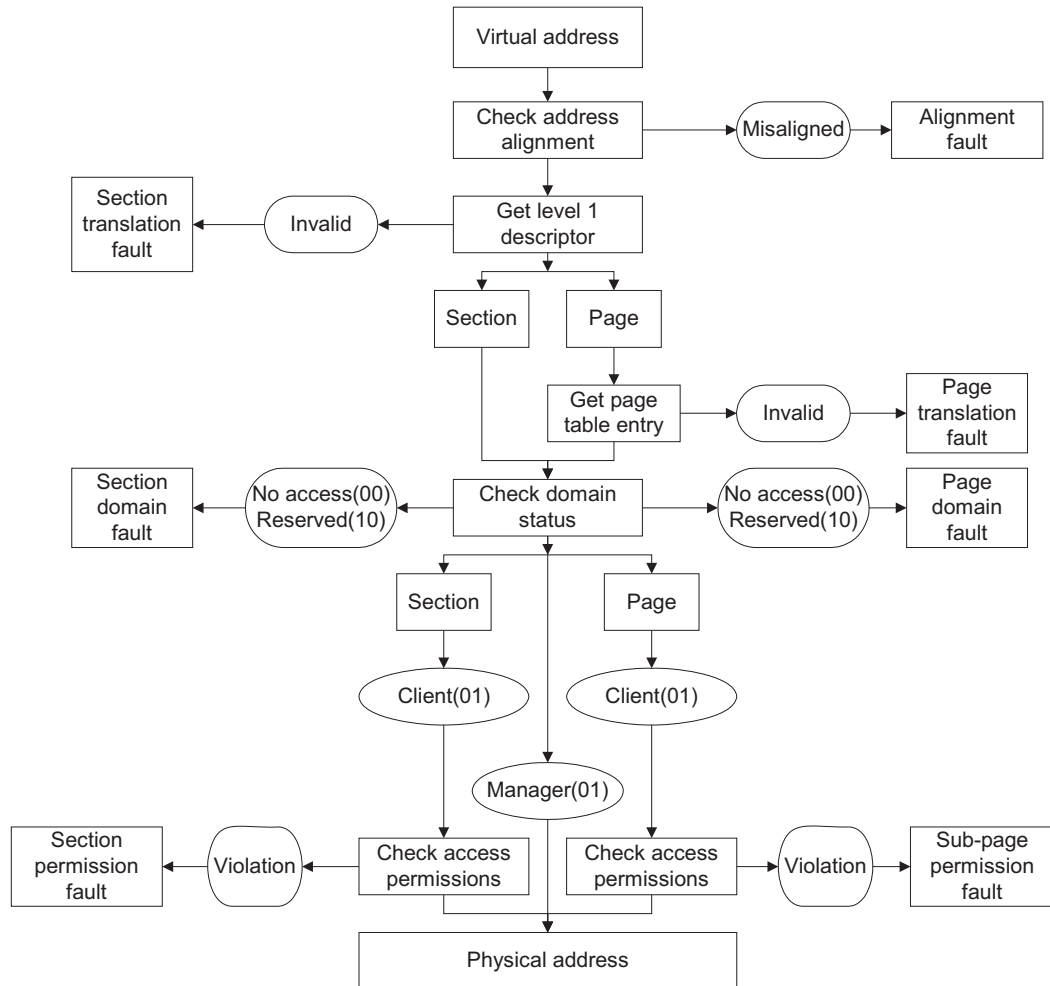 Virtual address
Check address
alignment
Misaligned
Alignment
fault
Section
translation
fault
Invalid
Get level 1
descriptor
Section
Page
Get page
table entry
Invalid
Page
translation
fault
Section
domain
fault
No access(00)
Reserved(10)
Check domain
status
No access(00)
Reserved(10)
Page
domain
fault
Section
Page
Client(01)
Client(01)
Manager(01)
Section
permission
fault
Violation
Check access
permissions
Check access
permissions
Violation
Sub-page
permission
fault
Physical address